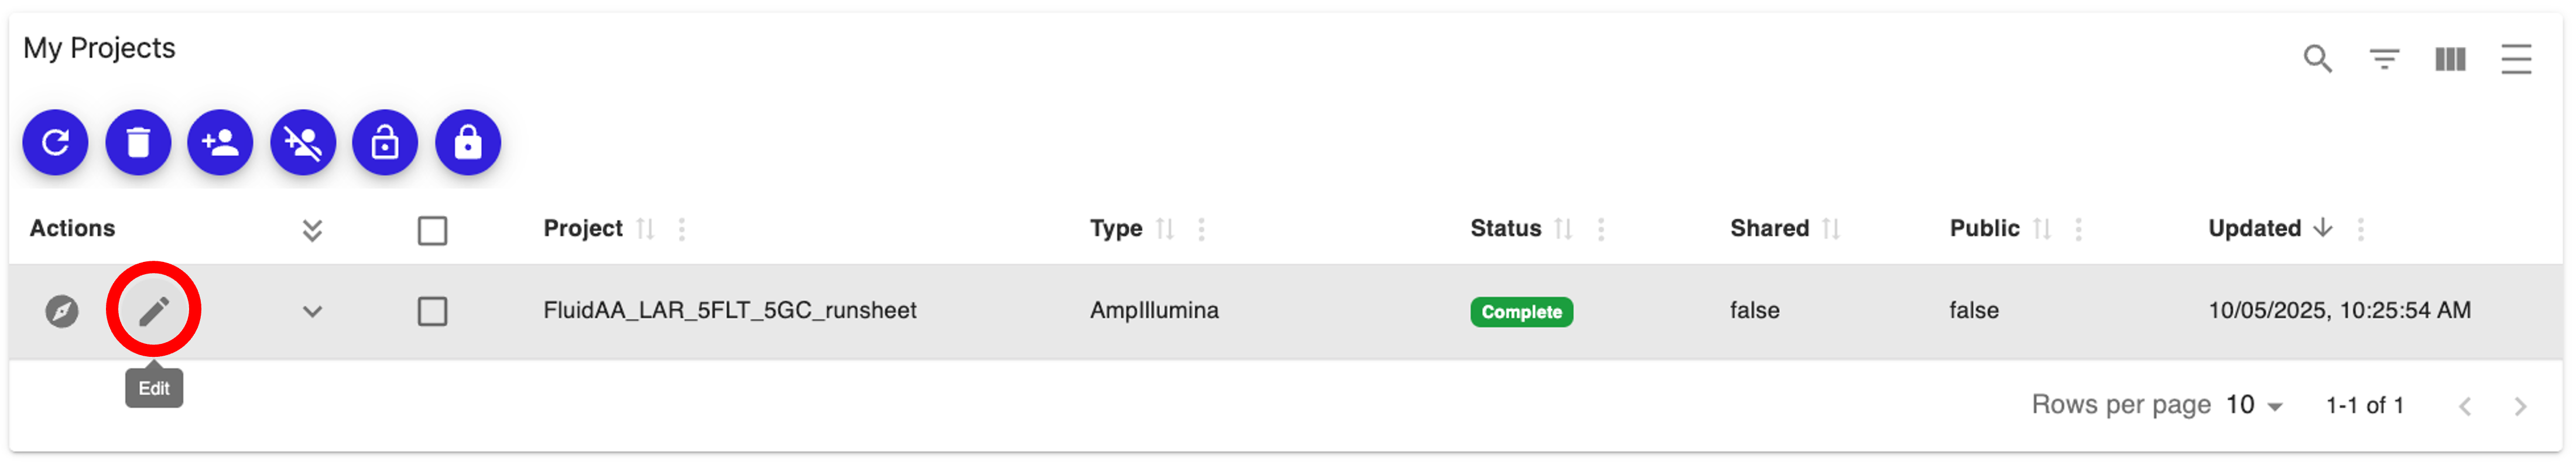 My Projects
Actions Project Type Status Shared Public Updated
FluidAA_LAR_5FLT_5GC_runsheet AmpIllumina Complete false false 10/05/2025, 10:25:54 AM
Edit
Rows per page 10 1-1 of 1